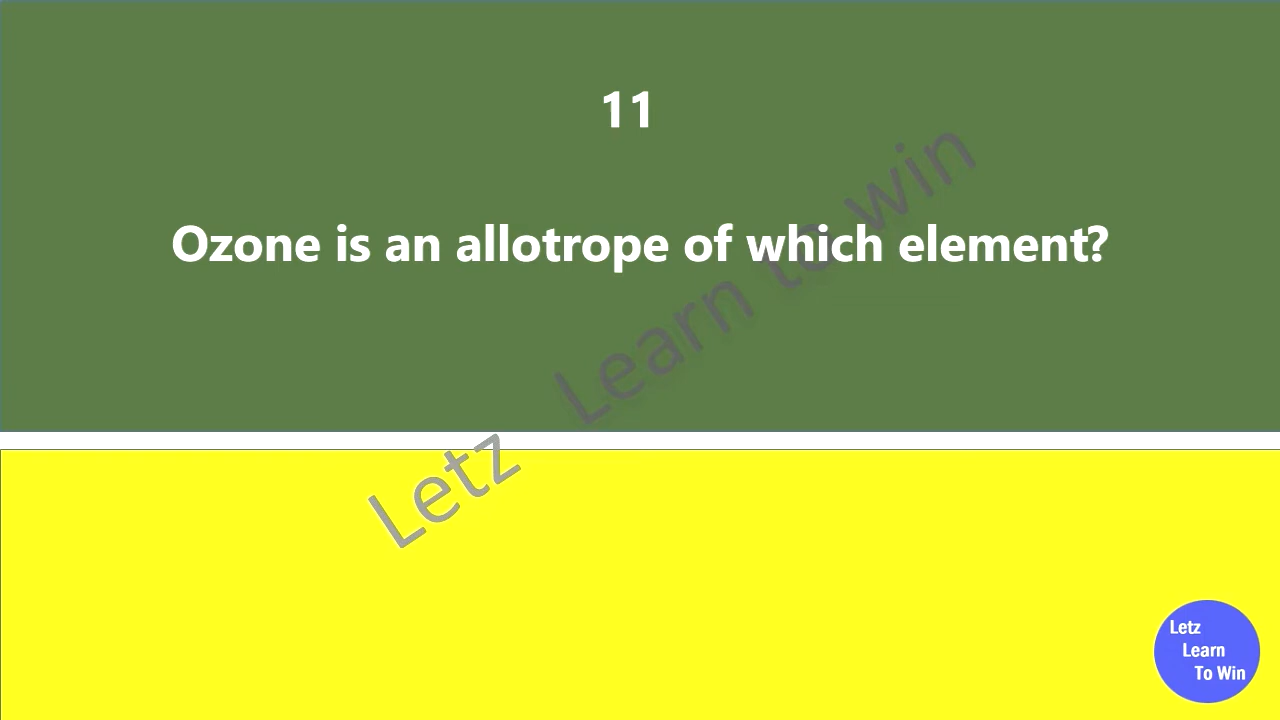 11
Ozone is an allotrope of which element?
Letz Learn to win
Letz
Learn
To Win